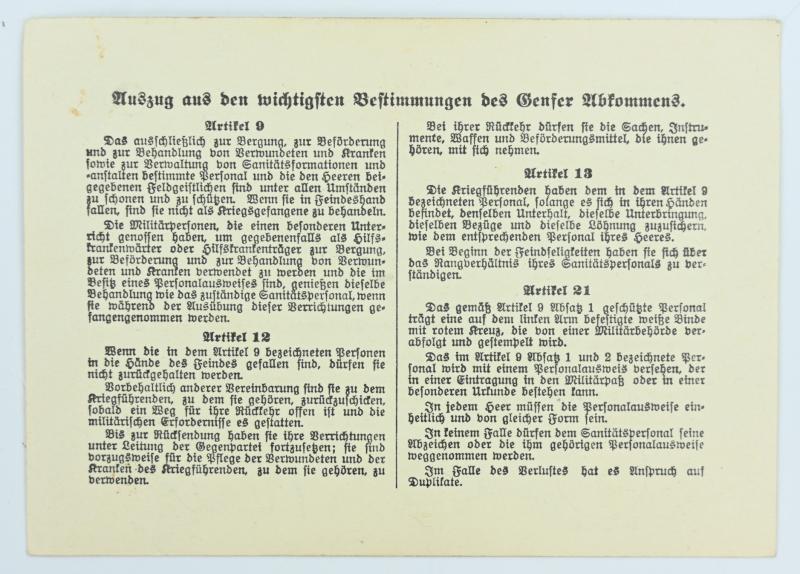 Auszug aus den wichtigsten Bestimmungen des Genfer Abkommens.
Artikel 9
Das ausschließlich zur Bergung, zur Beförderung
und zur Behandlung von Verwundeten und Kranken
sowie zur Verwaltung von Sanitätsformationen und
-anstalten bestimmte Personal und die den Heeren bei-
gegebenen Feldgeistlichen sind unter allen Umständen
zu schonen und zu schützen. Wenn sie in Feindeshand
fallen, sind sie nicht als Kriegsgefangene zu behandeln.
Die Militärpersonen, die einen besonderen Unter-
richt genossen haben, um gegebenenfalls als Hilfs-
krankenwärter oder Hilfskrankenträger zur Bergung,
zur Beförderung und zur Behandlung von Verwun-
deten und Kranken verwendet zu werden und die im
Besitz eines Personalausweises sind, genießen dieselbe
Behandlung wie das zuständige Sanitätspersonal, wenn
sie während der Ausübung dieser Verrichtungen ge-
fangengenommen werden.
Artikel 12
Wenn die in dem Artikel 9 bezeichneten Personen
in die Hände des Feindes gefallen sind, dürfen sie
nicht zurückgehalten werden.
Vorbehaltlich anderer Vereinbarung sind sie zu dem
Kriegführenden, zu dem sie gehören, zurückzuschicken,
sobald ein Weg für ihre Rückkehr offen ist und die
militärischen Erfordernisse es gestatten.
Bis zur Rücksendung haben sie ihre Verrichtungen
unter Leitung der Gegenpartei fortzusetzen; sie sind
vorzugsweise für die Pflege der Verwundeten und der
Kranken des Kriegführenden, zu dem sie gehören, zu
verwenden.
Bei ihrer Rückkehr dürfen sie die Sachen, Instru-
mente, Waffen und Beförderungsmittel, die ihnen ge-
hören, mit sich nehmen.
Artikel 13
Die Kriegführenden haben dem in dem Artikel 9
bezeichneten Personal, solange es sich in ihren Händen
befindet, denselben Unterhalt, dieselbe Unterbringung,
dieselben Bezüge und dieselbe Löhnung zuzusichern,
wie dem entsprechenden Personal ihres Heeres.
Bei Beginn der Feindseligkeiten haben sie sich über
das Rangverhältnis ihres Sanitätspersonals zu ver-
ständigen.
Artikel 21
Das gemäß Artikel 9 Absatz 1 geschützte Personal
trägt eine auf dem linken Arm befestigte weiße Binde
mit rotem Kreuz, die von einer Militärbehörde ver-
abfolgt und gestempelt wird.
Das im Artikel 9 Absatz 1 und 2 bezeichnete Per-
sonal wird mit einem Personalausweis versehen, der
in einer Eintragung in den Militärpaß oder in einer
besonderen Urkunde bestehen kann.
In jedem Heer müssen die Personalausweise ein-
heitlich und von gleicher Form sein.
In keinem Falle dürfen dem Sanitätspersonal seine
Abzeichen oder die ihm gehörigen Personalausweise
weggenommen werden.
Im Falle des Verlustes hat es Anspruch auf
Duplikate.